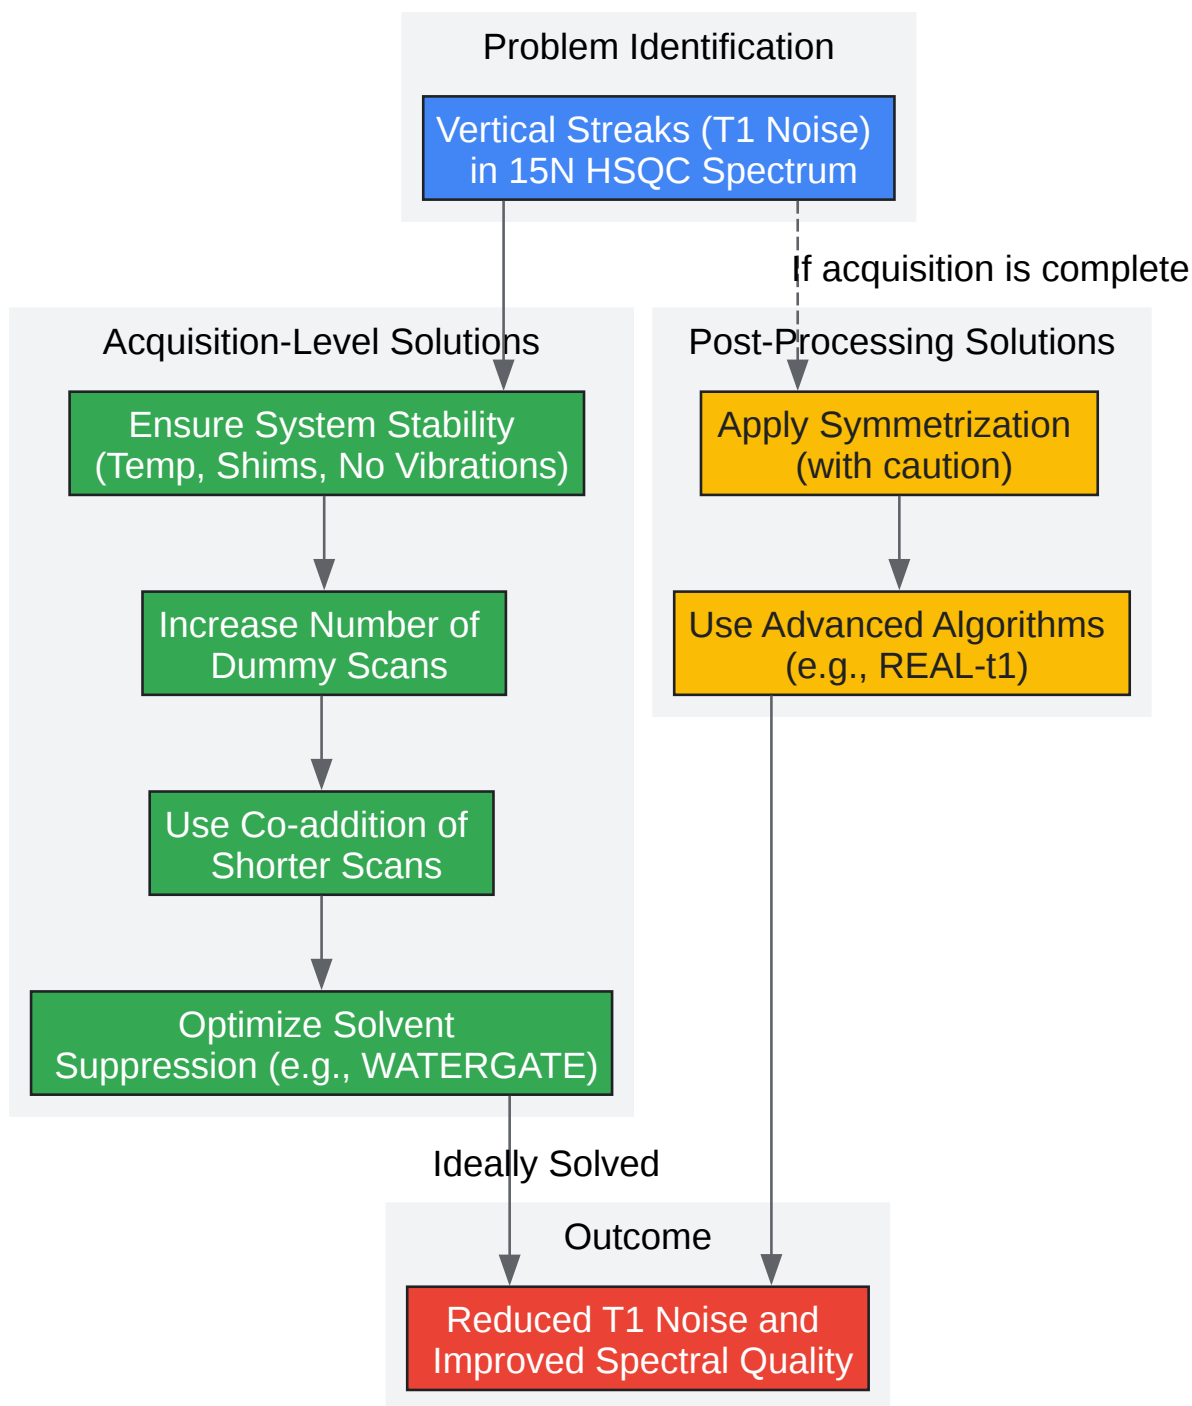 Problem Identification
Vertical Streaks (T1 Noise)
in 15N HSQC Spectrum
If acquisition is complete
Acquisition-Level Solutions
Ensure System Stability
(Temp, Shims, No Vibrations)
Increase Number of
Dummy Scans
Use Co-addition of
Shorter Scans
Optimize Solvent
Suppression (e.g., WATERGATE)
Post-Processing Solutions
Apply Symmetrization
(with caution)
Use Advanced Algorithms
(e.g., REAL-t1)
Ideally Solved
Outcome
Reduced T1 Noise and
Improved Spectral Quality